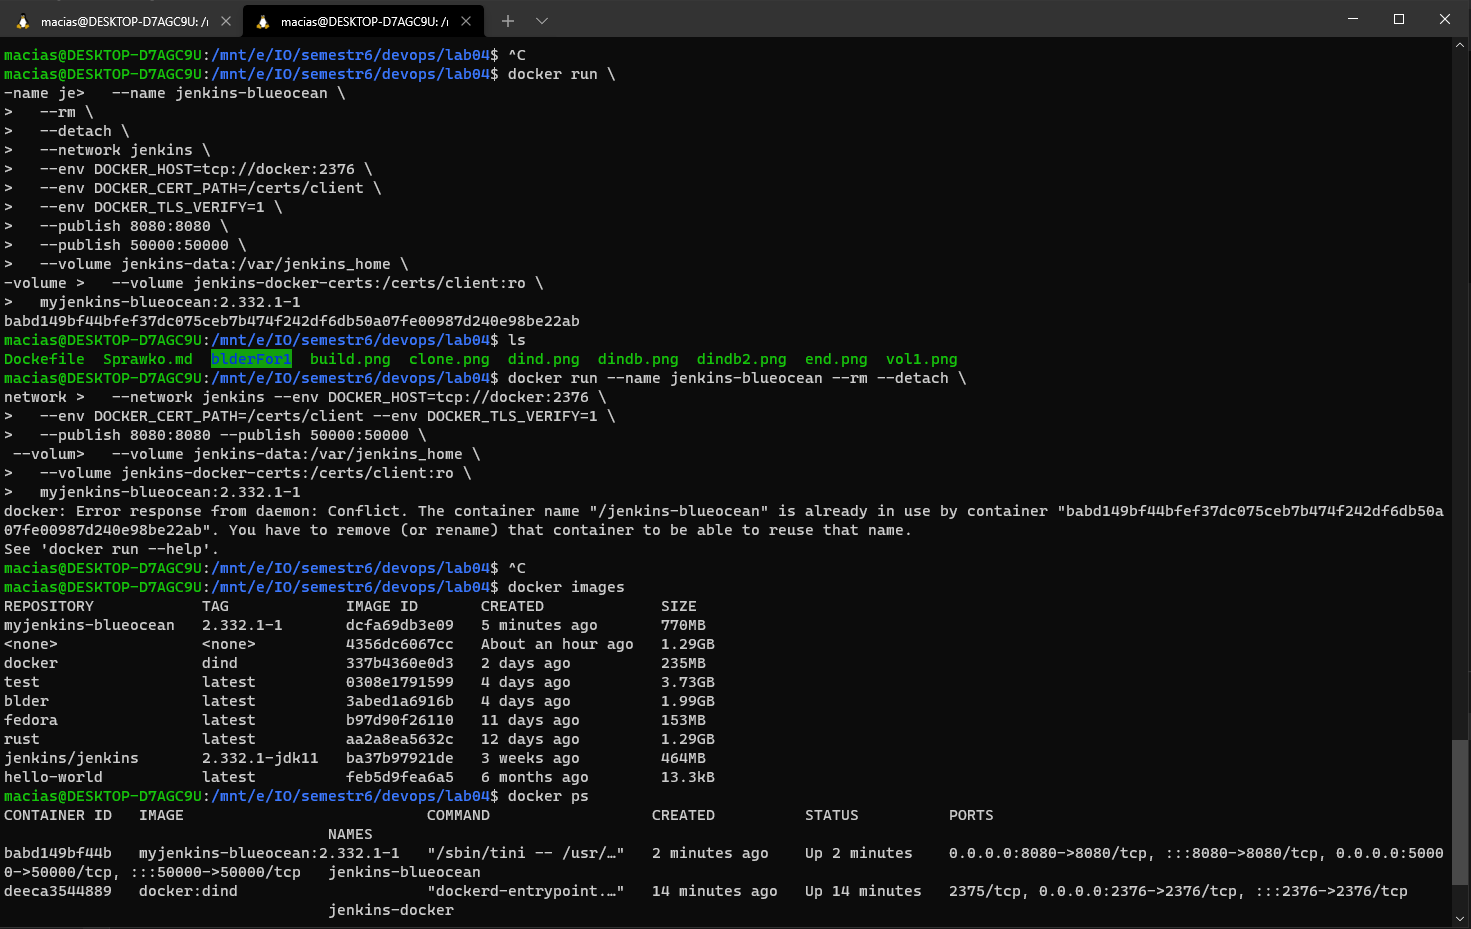 macias@DESKTOP-D7AGC9U: /r
macias@DESKTOP-D7AGC9U: /r
macias@DESKTOP-D7AGC9U:/mnt/e/IO/semestr6/devops/lab04$ ^C
macias@DESKTOP-D7AGC9U:/mnt/e/IO/semestr6/devops/lab04$ docker run \
-name je>   --name jenkins-blueocean \
>   --rm \
>   --detach \
>   --network jenkins \
>   --env DOCKER_HOST=tcp://docker:2376 \
>   --env DOCKER_CERT_PATH=/certs/client \
>   --env DOCKER_TLS_VERIFY=1 \
>   --publish 8080:8080 \
>   --publish 50000:50000 \
>   --volume jenkins-data:/var/jenkins_home \
-volume >   --volume jenkins-docker-certs:/certs/client:ro \
>   myjenkins-blueocean:2.332.1-1
babd149bf44bfef37dc075ceb7b474f242df6db50a07fe00987d240e98be22ab
macias@DESKTOP-D7AGC9U:/mnt/e/IO/semestr6/devops/lab04$ ls
Dockefile  Sprawko.md  blderFor1  build.png  clone.png  dind.png  dindb.png  dindb2.png  end.png  vol1.png
macias@DESKTOP-D7AGC9U:/mnt/e/IO/semestr6/devops/lab04$ docker run --name jenkins-blueocean --rm --detach \
network >   --network jenkins --env DOCKER_HOST=tcp://docker:2376 \
>   --env DOCKER_CERT_PATH=/certs/client --env DOCKER_TLS_VERIFY=1 \
>   --publish 8080:8080 --publish 50000:50000 \
 --volum>   --volume jenkins-data:/var/jenkins_home \
>   --volume jenkins-docker-certs:/certs/client:ro \
>   myjenkins-blueocean:2.332.1-1
docker: Error response from daemon: Conflict. The container name "/jenkins-blueocean" is already in use by container "babd149bf44bfef37dc075ceb7b474f242df6db50a
07fe00987d240e98be22ab". You have to remove (or rename) that container to be able to reuse that name.
See 'docker run --help'.
macias@DESKTOP-D7AGC9U:/mnt/e/IO/semestr6/devops/lab04$ ^C
macias@DESKTOP-D7AGC9U:/mnt/e/IO/semestr6/devops/lab04$ docker images
REPOSITORY            TAG             IMAGE ID       CREATED             SIZE
myjenkins-blueocean   2.332.1-1       dcfa69db3e09   5 minutes ago       770MB
<none>                <none>          4356dc6067cc   About an hour ago   1.29GB
docker                dind            337b4360e0d3   2 days ago          235MB
test                  latest          0308e1791599   4 days ago          3.73GB
blder                 latest          3abed1a6916b   4 days ago          1.99GB
fedora                latest          b97d90f26110   11 days ago         153MB
rust                  latest          aa2a8ea5632c   12 days ago         1.29GB
jenkins/jenkins       2.332.1-jdk11   ba37b97921de   3 weeks ago         464MB
hello-world           latest          feb5d9fea6a5   6 months ago        13.3kB
macias@DESKTOP-D7AGC9U:/mnt/e/IO/semestr6/devops/lab04$ docker ps
CONTAINER ID   IMAGE                           COMMAND                  CREATED          STATUS          PORTS
                                    NAMES
babd149bf44b   myjenkins-blueocean:2.332.1-1   "/sbin/tini -- /usr/…"   2 minutes ago    Up 2 minutes    0.0.0.0:8080->8080/tcp, :::8080->8080/tcp, 0.0.0.0:5000
0->50000/tcp, :::50000->50000/tcp   jenkins-blueocean
deeca3544889   docker:dind                     "dockerd-entrypoint.…"   14 minutes ago   Up 14 minutes   2375/tcp, 0.0.0.0:2376->2376/tcp, :::2376->2376/tcp
                                    jenkins-docker